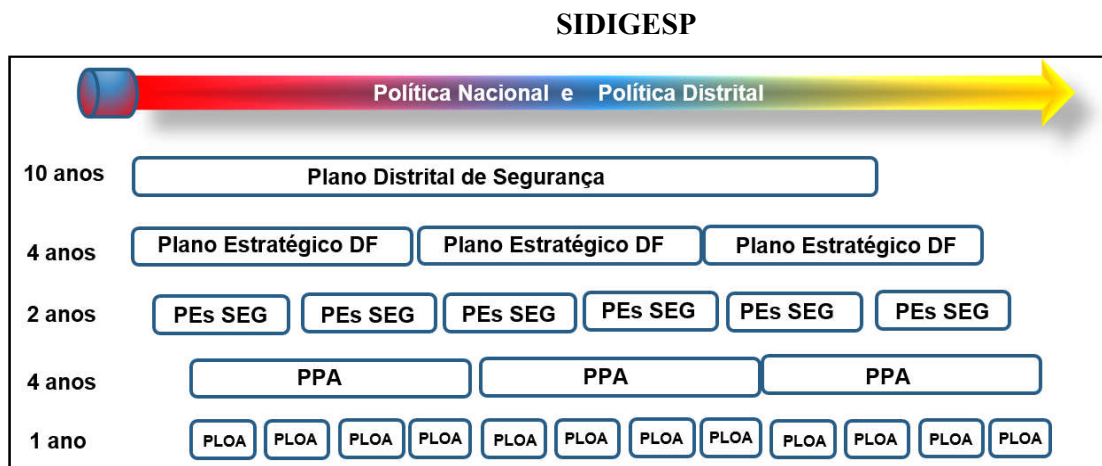 SIDIGESP
Política Nacional e Política Distrital
10 anos
Plano Distrital de Segurança
4 anos
Plano Estratégico DF Plano Estratégico DF Plano Estratégico DF
2 anos
PEs SEG PEs SEG PEs SEG PEs SEG PEs SEG PEs SEG
4 anos
PPA PPA PPA
1 ano
PLOA PLOA PLOA PLOA PLOA PLOA PLOA PLOA PLOA PLOA PLOA PLOA